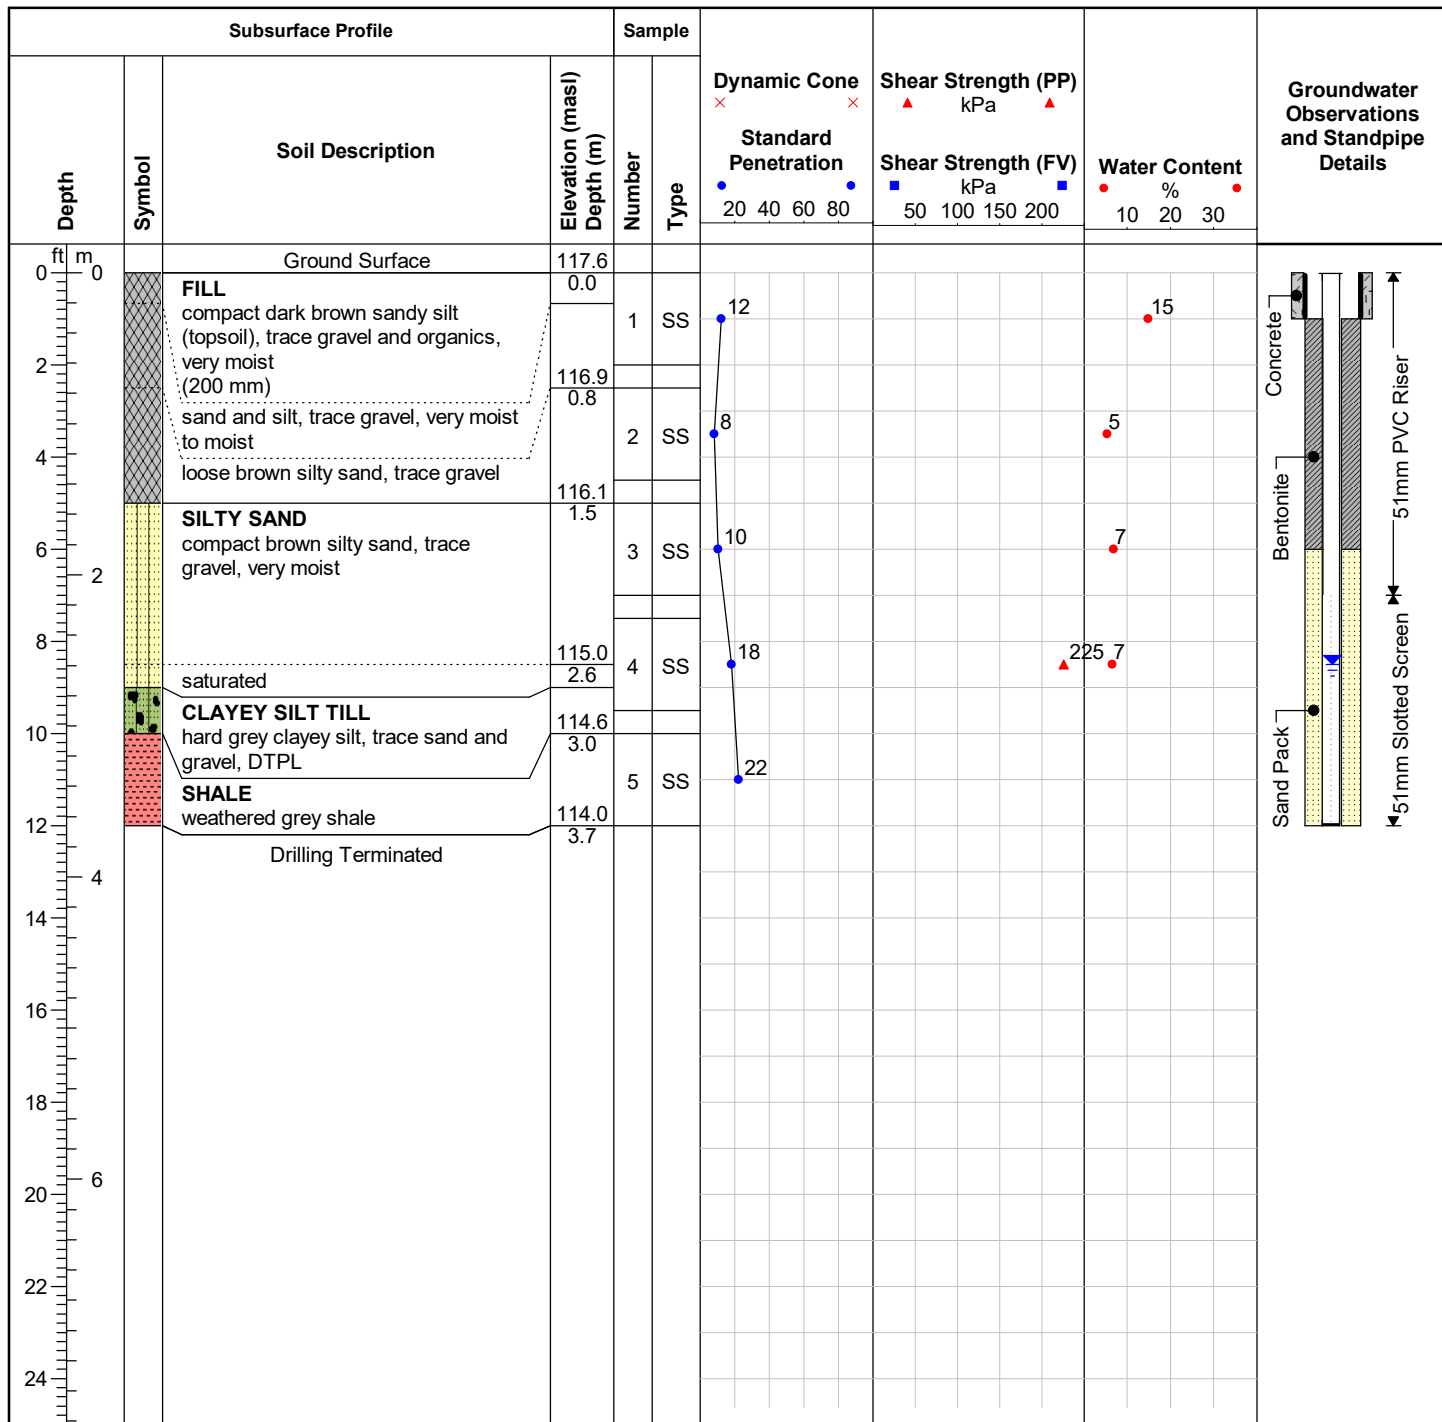 Subsurface Profile
Sample
Depth
Symbol
Soil Description
Elevation (masl)
Depth (m)
Number
Type
Dynamic Cone
Standard
Penetration
20 40 60 80
Shear Strength (PP)
kPa
Shear Strength (FV)
kPa
50 100 150 200
Water Content
%
10 20 30
Groundwater
Observations
and Standpipe
Details
ft m
0 0
2
4
6
2
8
10
12
4
14
16
18
6
20
22
24
Ground Surface
117.6
0.0
FILL
compact dark brown sandy silt
(topsoil), trace gravel and organics,
very moist
(200 mm)
116.9
0.8
sand and silt, trace gravel, very moist
to moist
loose brown silty sand, trace gravel
116.1
1.5
SILTY SAND
compact brown silty sand, trace
gravel, very moist
115.0
2.6
saturated
CLAYEY SILT TILL
hard grey clayey silt, trace sand and
gravel, DTPL
114.6
3.0
SHALE
weathered grey shale
114.0
3.7
Drilling Terminated
1 SS
2 SS
3 SS
4 SS
5 SS
12
8
10
18
22
225
15
5
7
7
Concrete
Bentonite
Sand Pack
51mm PVC Riser
51mm Slotted Screen